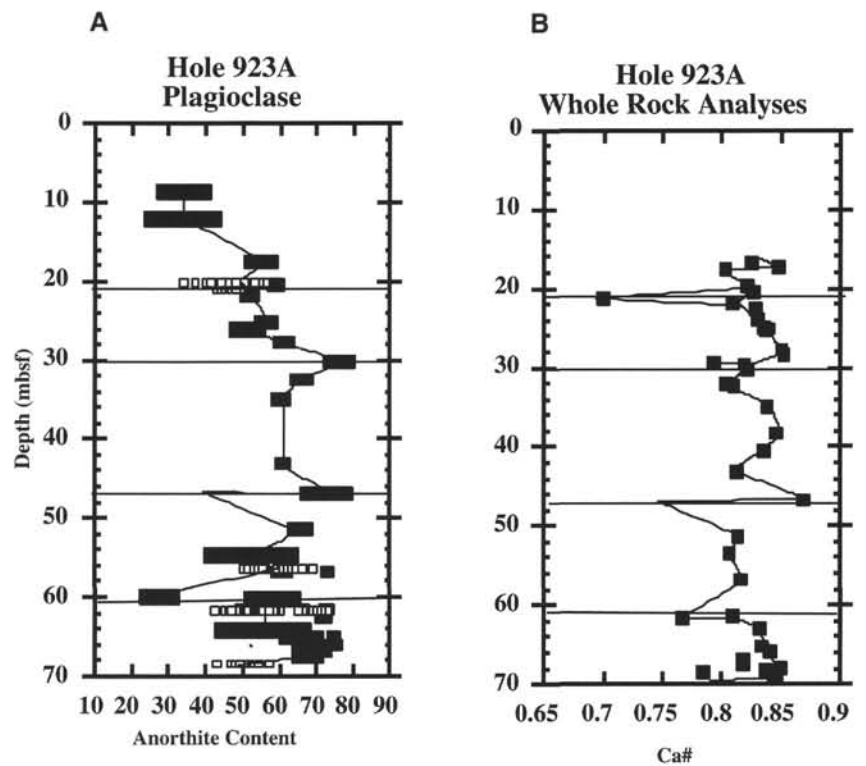 A
Hole 923A
Plagioclase
Depth (mbsf)
0
10
20
30
40
50
60
70
10 20 30 40 50 60 70 80 90
Anorthite Content
B
Hole 923A
Whole Rock Analyses
0
10
20
30
40
50
60
70
0.65 0.7 0.75 0.8 0.85 0.9
Ca#